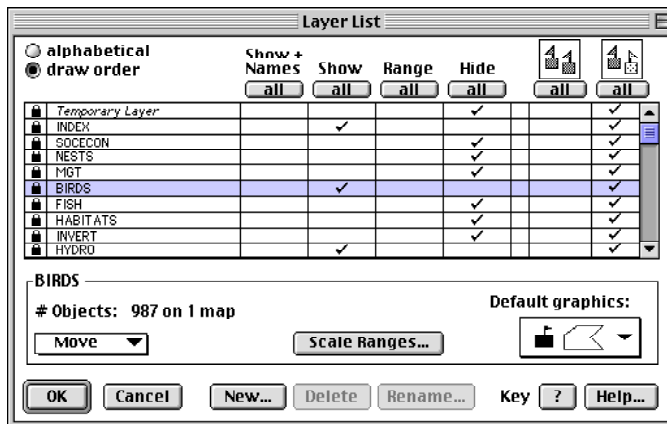 Layer List
alphabetical
draw order
Show + Names Show Range Hide
all all all all all all
Temporary Layer
INDEX
SOCECON
NESTS
MGT
BIRDS
FISH
HABITATS
INVERT
HYDRO
BIRDS
# Objects: 987 on 1 map
Default graphics:
Move Scale Ranges...
OK Cancel New... Delete Rename... Key ? Help...